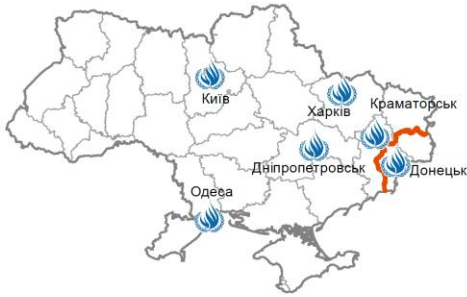 Київ
Харків
Краматорськ
Дніпропетровськ
Донецьк
Одеса